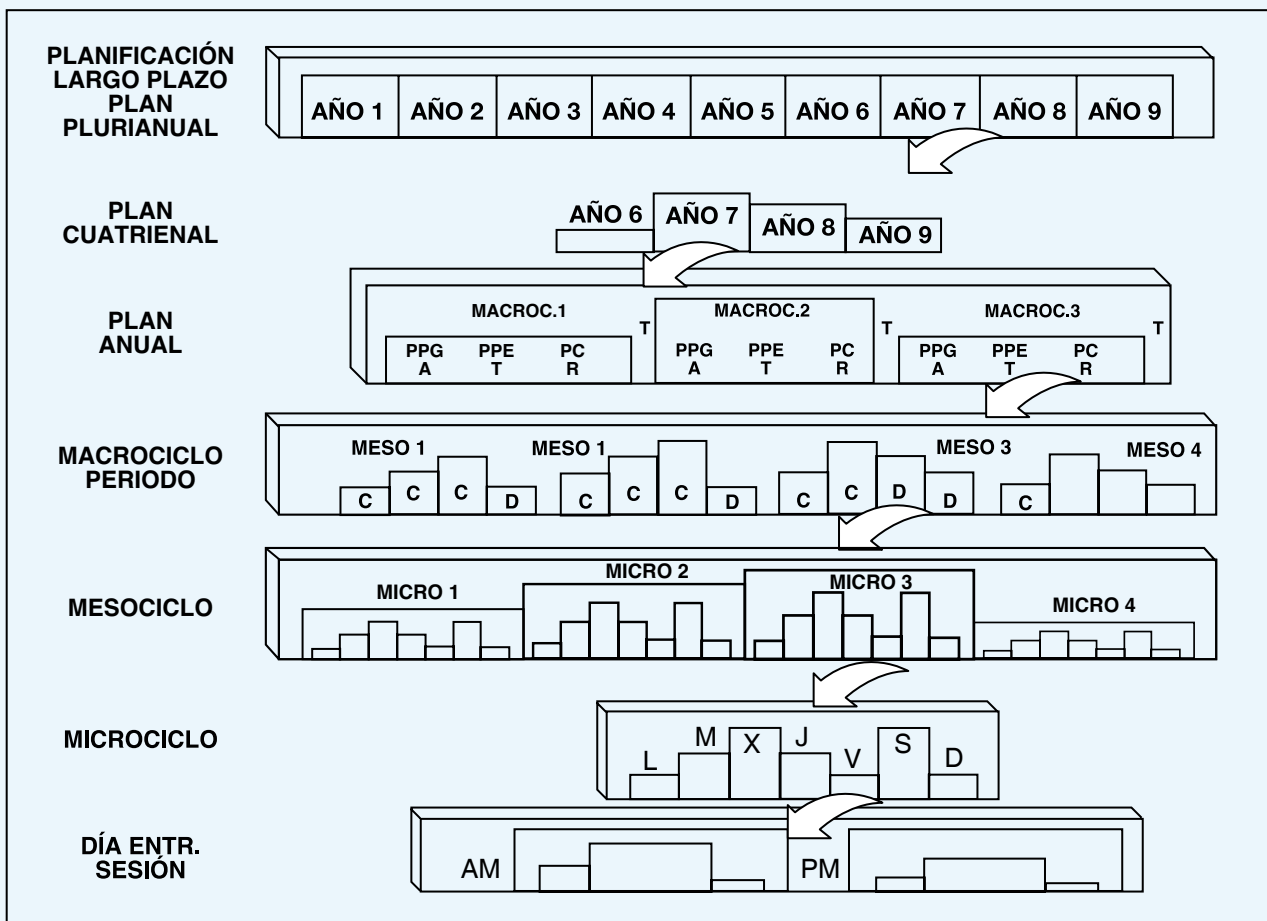 PLANIFICACIÓN
LARGO PLAZO
PLAN
PLURIANUAL
AÑO 1 AÑO 2 AÑO 3 AÑO 4 AÑO 5 AÑO 6 AÑO 7 AÑO 8 AÑO 9
PLAN
CUATRIENAL
AÑO 6 AÑO 7 AÑO 8 AÑO 9
PLAN
ANUAL
MACROC.1 T MACROC.2 T MACROC.3 T
PPG PPE PC PPG PPE PC PPG PPE PC
A T R A T R A T R
MACROCICLO
PERIODO
MESO 1 MESO 1 MESO 3 MESO 4
C C C D C C C D C C D D C
MESOCICLO
MICRO 1 MICRO 2 MICRO 3 MICRO 4
MICROCICLO
L M X J V S D
DÍA ENTR.
SESIÓN
AM PM